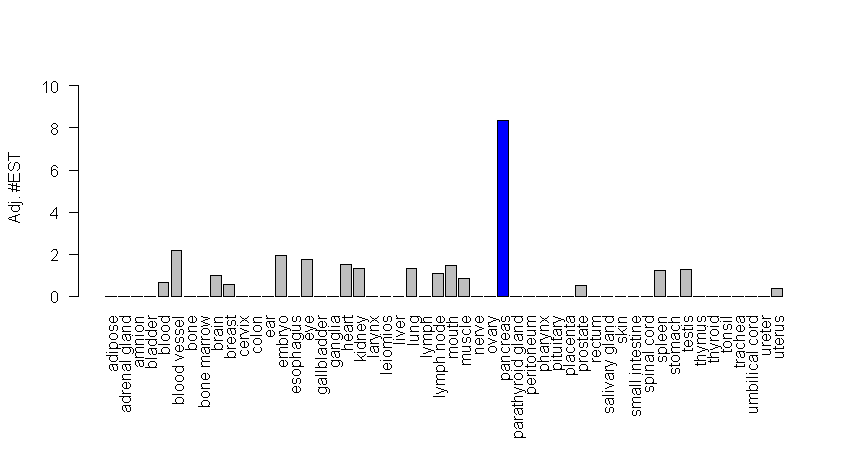 Adj. #EST
10
8
6
4
2
0
adipose
adrenal gland
amnion
bladder
blood
blood vessel
bone
bone marrow
brain
breast
cervix
colon
ear
embryo
esophagus
eye
gallbladder
ganglia
heart
kidney
larynx
leiomios
liver
lung
lymph
lymph node
mouth
muscle
nerve
ovary
pancreas
parathyroid gland
peritoneum
pharynx
pituitary
placenta
prostate
rectum
salivary gland
skin
small intestine
spinal cord
spleen
stomach
testis
thymus
thyroid
tonsil
trachea
umbilical cord
ureter
uterus